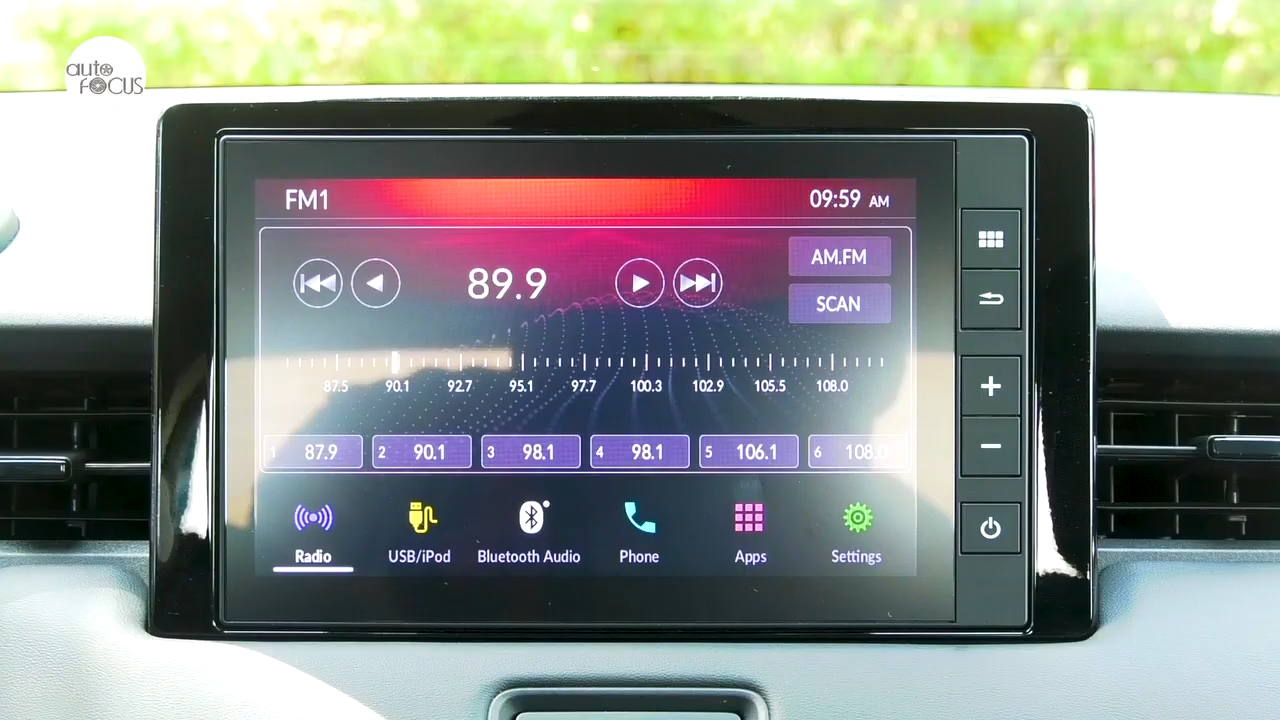 auto
FOCUS
FM1
09:59 AM
89.9
AM.FM
SCAN
87.5 90.1 92.7 95.1 97.7 100.3 102.9 105.5 108.0
1 87.9
2 90.1
3 98.1
4 98.1
5 106.1
6 108.0
Radio
USB/iPod
Bluetooth Audio
Phone
Apps
Settings